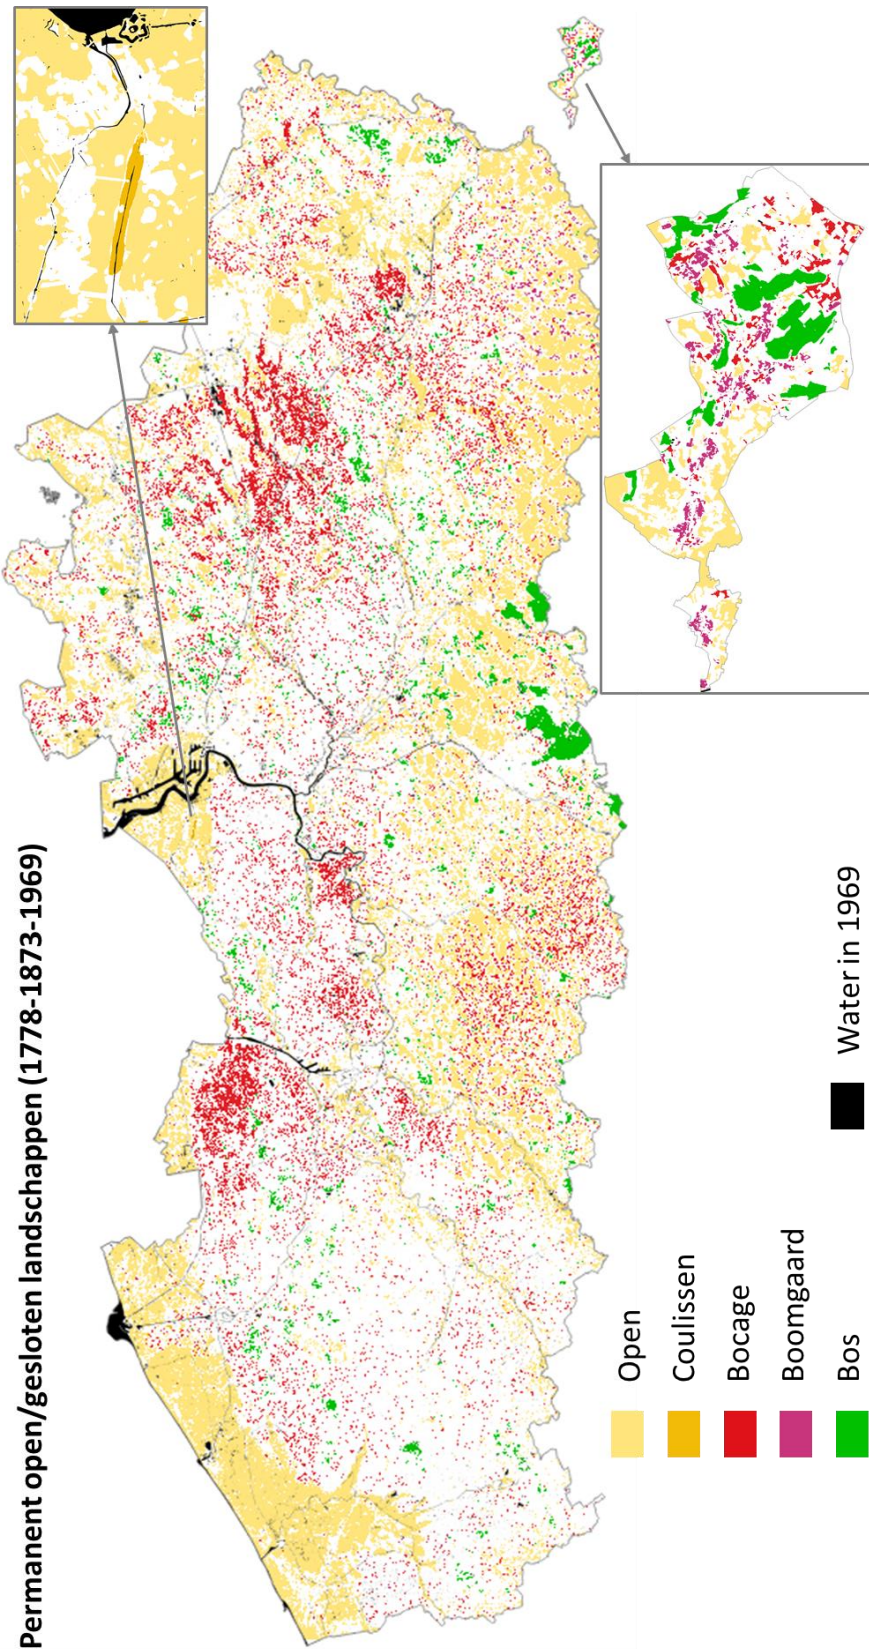 Permanent open/gesloten landschappen (1778-1873-1969)
Open
Coulissen
Bocage
Boomgaard
Bos
Water in 1969